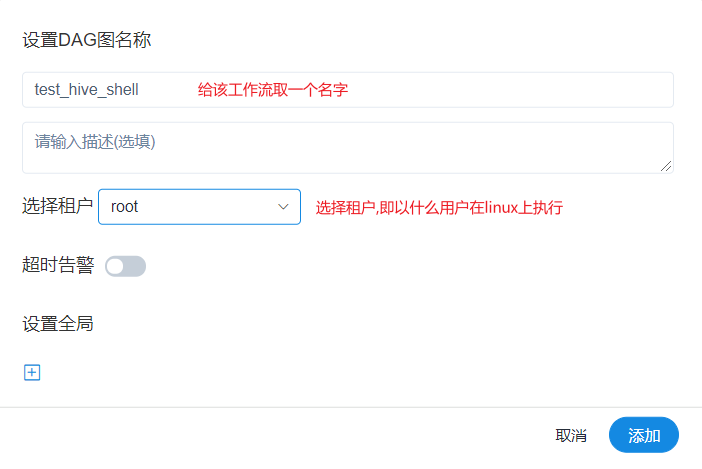 设置DAG图名称
test_hive_shell 给该工作流取一个名字
请输入描述(选填)
选择租户 root 选择租户,即以什么用户在linux上执行
超时告警
设置全局
取消 添加